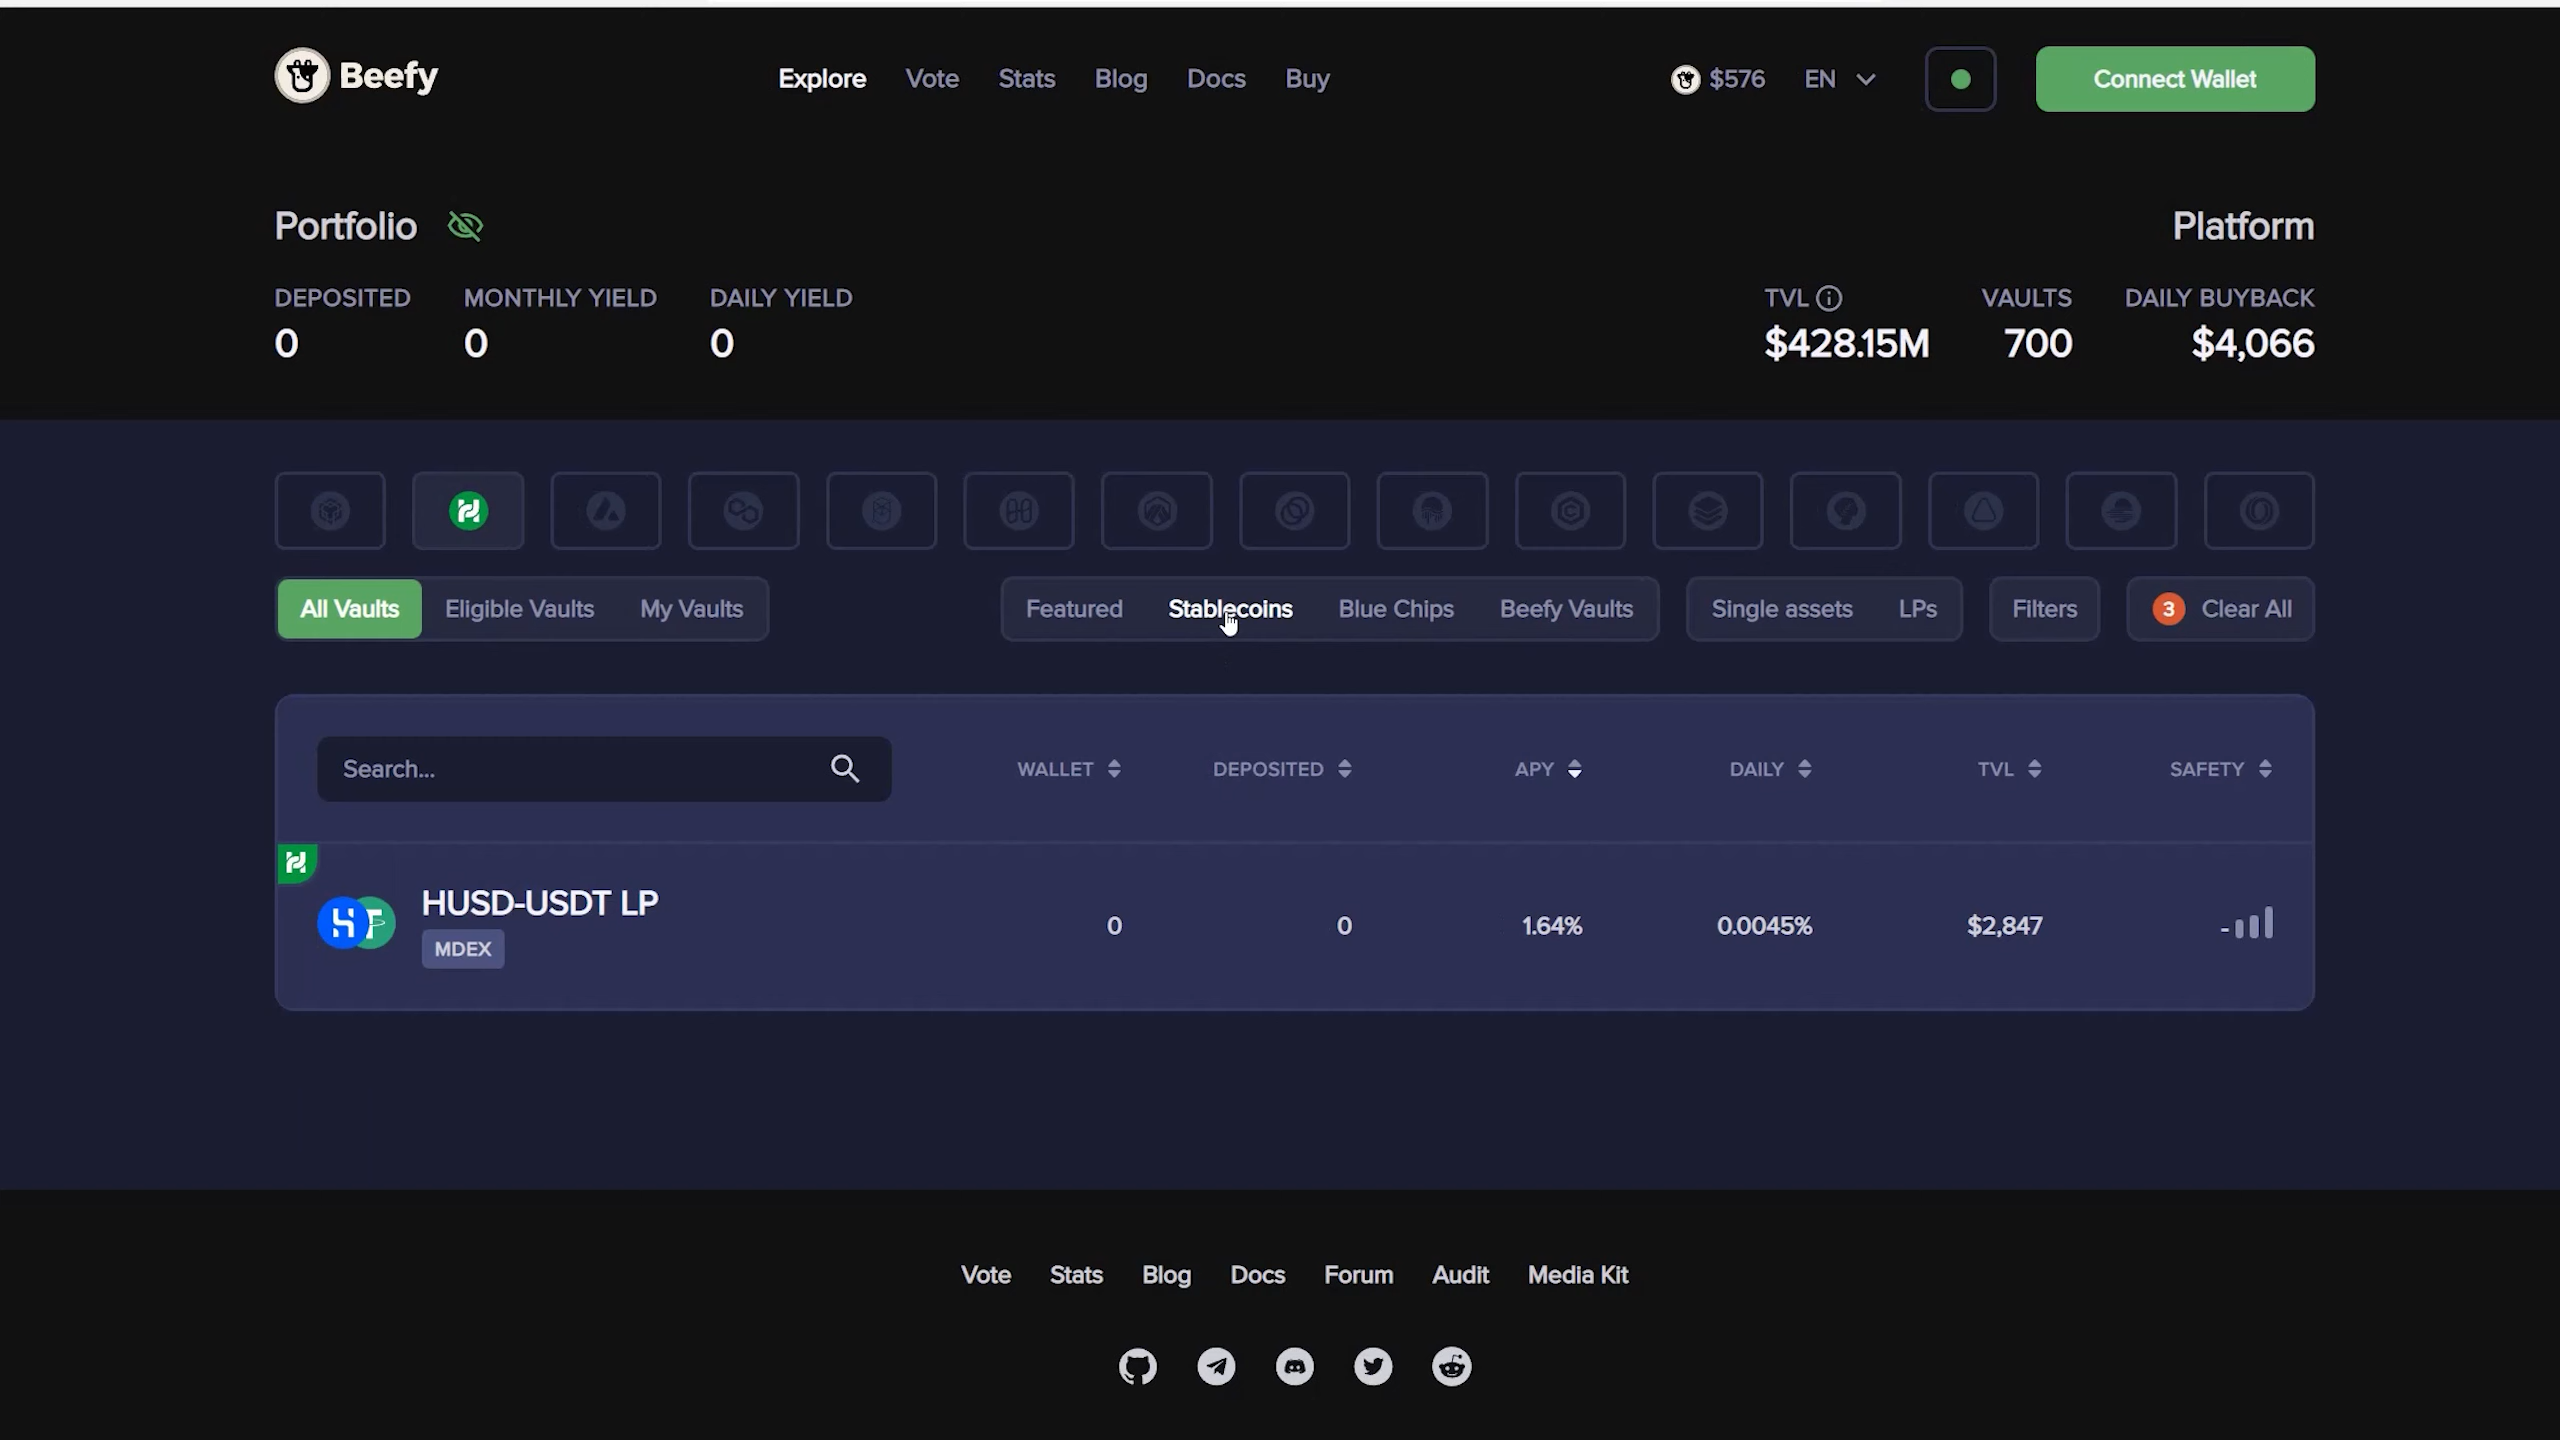 Beefy
Explore Vote Stats Blog Docs Buy
$576 EN
Connect Wallet
Portfolio
Platform
DEPOSITED MONTHLY YIELD DAILY YIELD
0 0 0
TVL VAULTS DAILY BUYBACK
$428.15M 700 $4,066
All Vaults Eligible Vaults My Vaults
Featured Stablecoins Blue Chips Beefy Vaults
Single assets LPs
Filters
3 Clear All
Search... WALLET DEPOSITED APY DAILY TVL SAFETY
HUSD-USDT LP
MDEX
0 0 1.64% 0.0045% $2,847 -
Vote Stats Blog Docs Forum Audit Media Kit